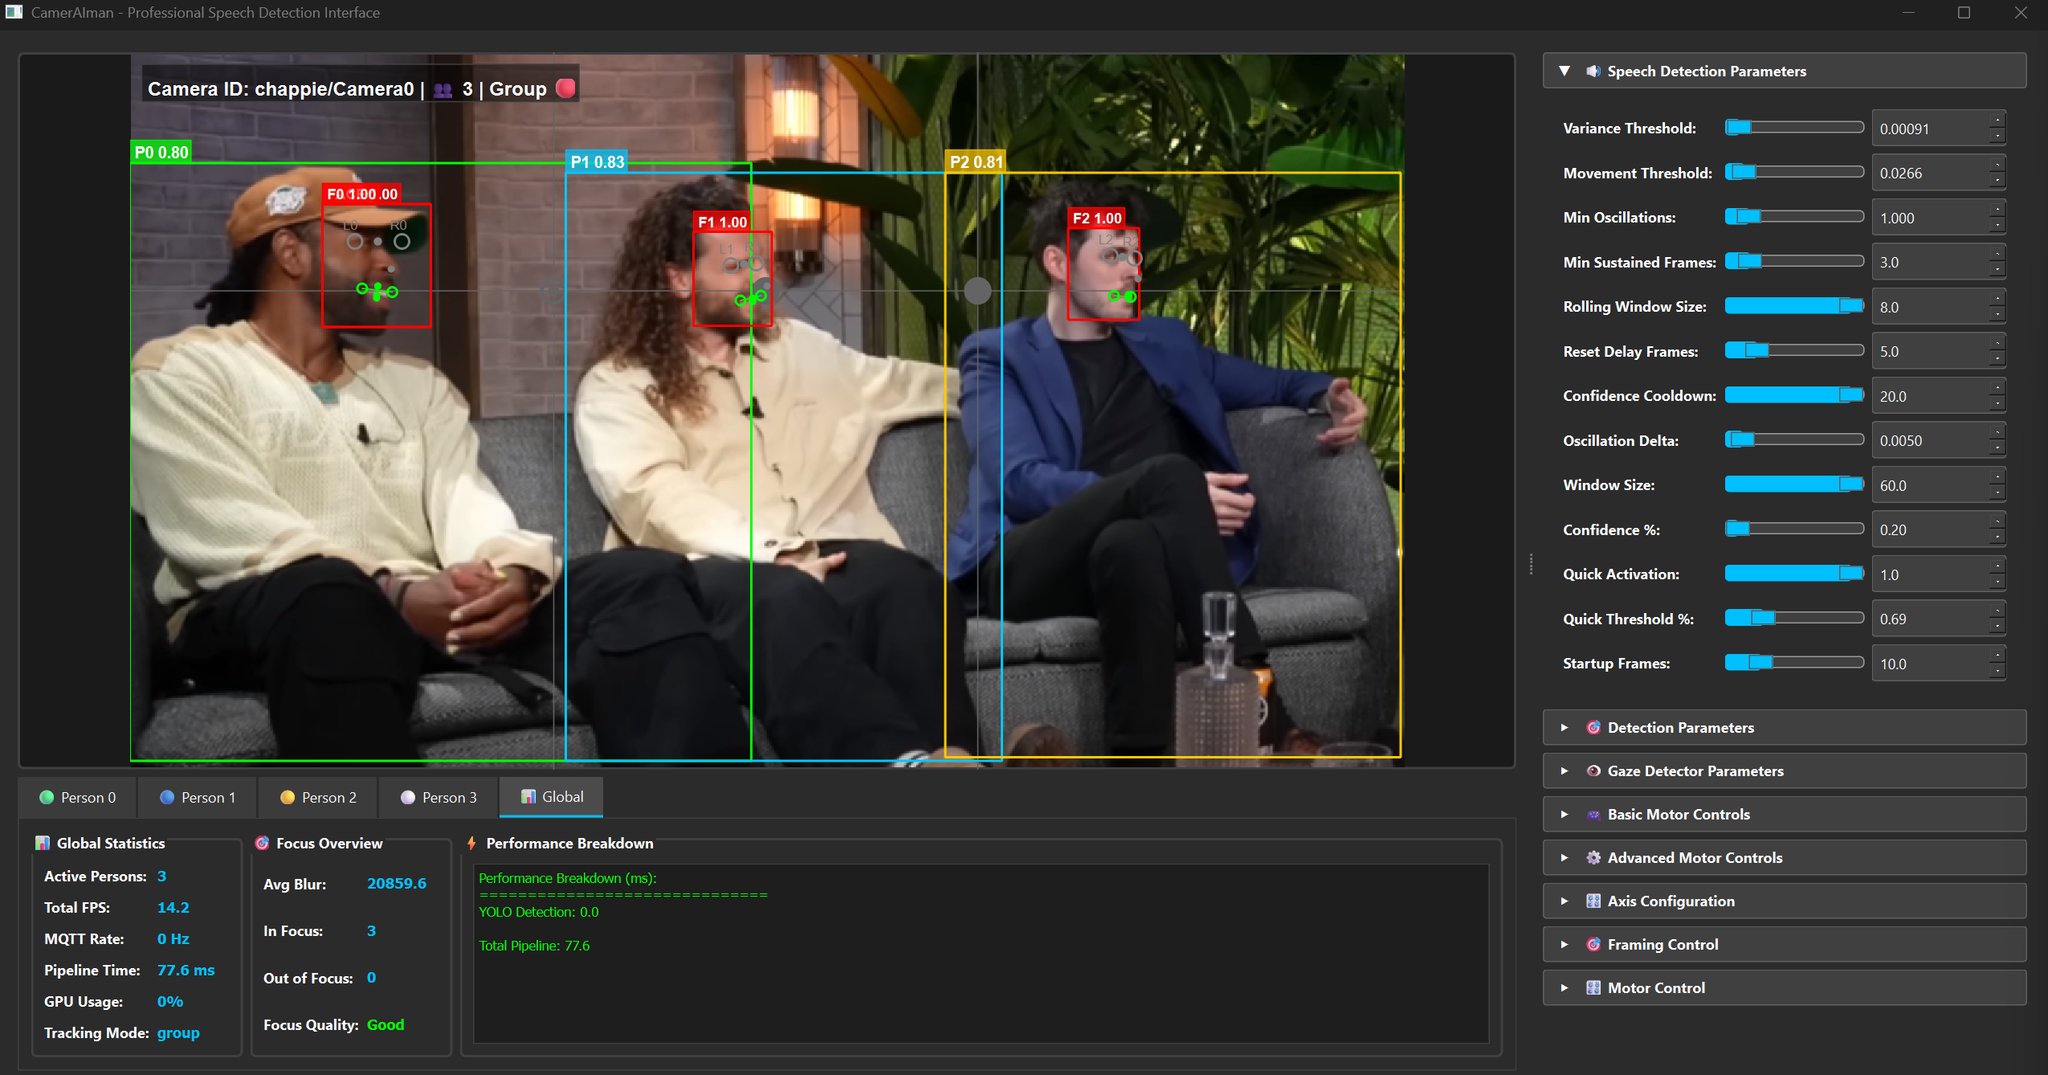 CamerAIman - Professional Speech Detection Interface
Camera ID: chappie/Camera0 | 3 | Group
P0 0.80
P1 0.83
P2 0.81
F0 1.00
F1 1.00
F2 1.00
L0 R0
L1
L2
Person 0
Person 1
Person 2
Person 3
Global
Global Statistics
Active Persons: 3
Total FPS: 14.2
MQTT Rate: 0 Hz
Pipeline Time: 77.6 ms
GPU Usage: 0%
Tracking Mode: group
Focus Overview
Avg Blur: 20859.6
In Focus: 3
Out of Focus: 0
Focus Quality: Good
Performance Breakdown
Performance Breakdown (ms):
==============================
YOLO Detection: 0.0
Total Pipeline: 77.6
Speech Detection Parameters
Variance Threshold: 0.00091
Movement Threshold: 0.0266
Min Oscillations: 1.000
Min Sustained Frames: 3.0
Rolling Window Size: 8.0
Reset Delay Frames: 5.0
Confidence Cooldown: 20.0
Oscillation Delta: 0.0050
Window Size: 60.0
Confidence %: 0.20
Quick Activation: 1.0
Quick Threshold %: 0.69
Startup Frames: 10.0
Detection Parameters
Gaze Detector Parameters
Basic Motor Controls
Advanced Motor Controls
Axis Configuration
Framing Control
Motor Control